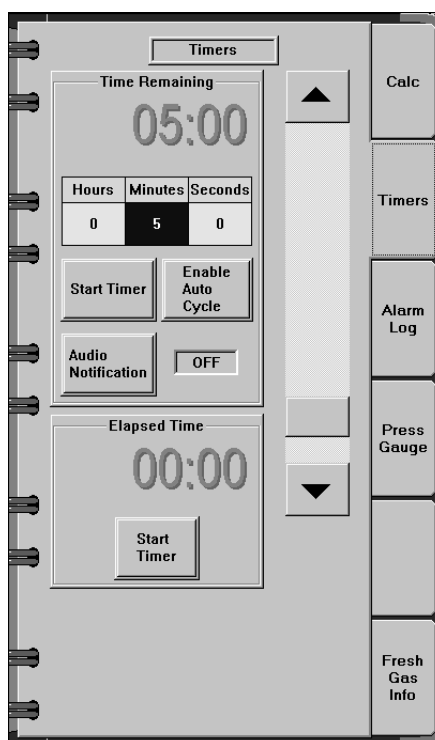 Timers
Time Remaining
05:00
Hours Minutes Seconds
0 5 0
Start Timer
Enable
Auto
Cycle
Audio
Notification
OFF
Elapsed Time
00:00
Start
Timer
Calc
Timers
Alarm
Log
Press
Gauge
Fresh
Gas
Info